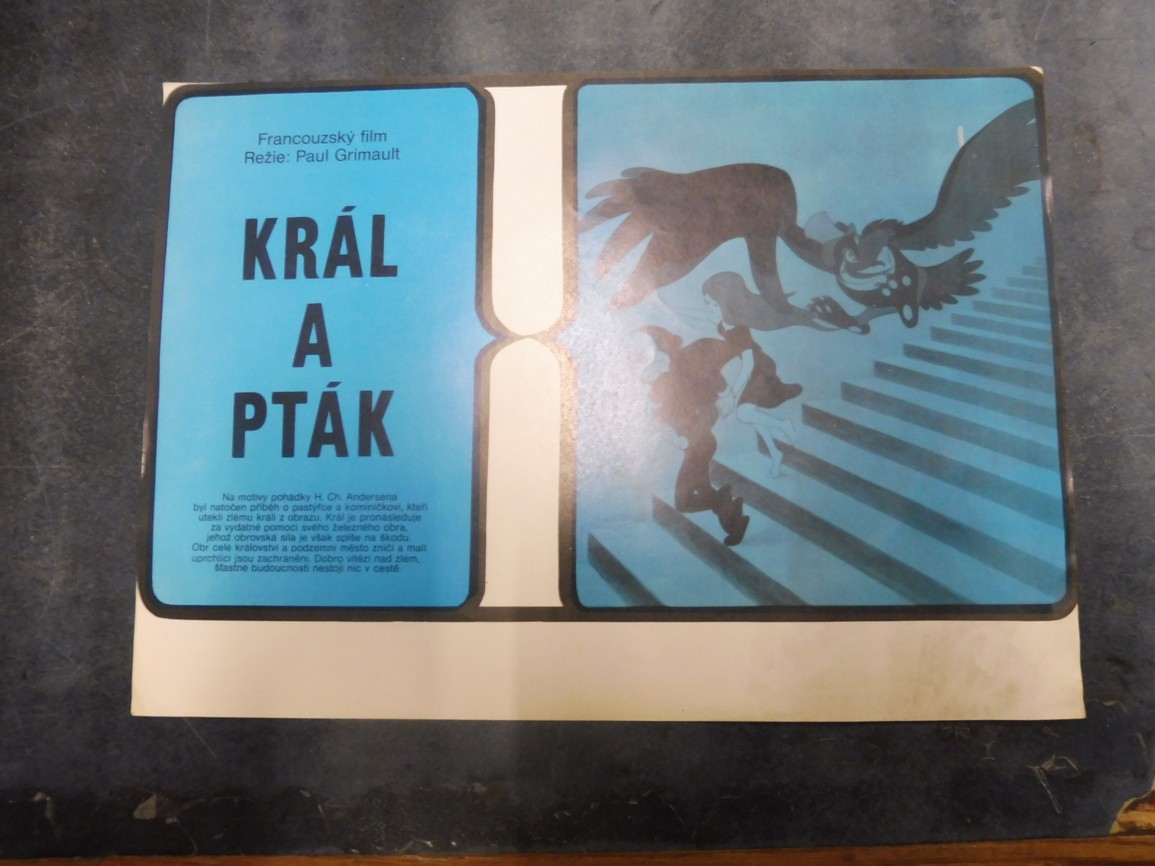 Francouzský film
Režie: Paul Grimault
KRÁL
A
PTÁK
Na motivy pohádky H. Ch. Andersena
byl natočen příběh o pastýřce a kominíčkovi, kteří
utekli zlému králi z obrazu. Král je pronásleduje
za vydatné pomoci svého železného obra,
jehož obrovská síla je však spíše na škodu.
Obr celé království a podzemní město zničí a malí
uprchlíci jsou zachráněni. Dobro vítězí nad zlem,
šťastné budoucnosti nestojí nic v cestě.